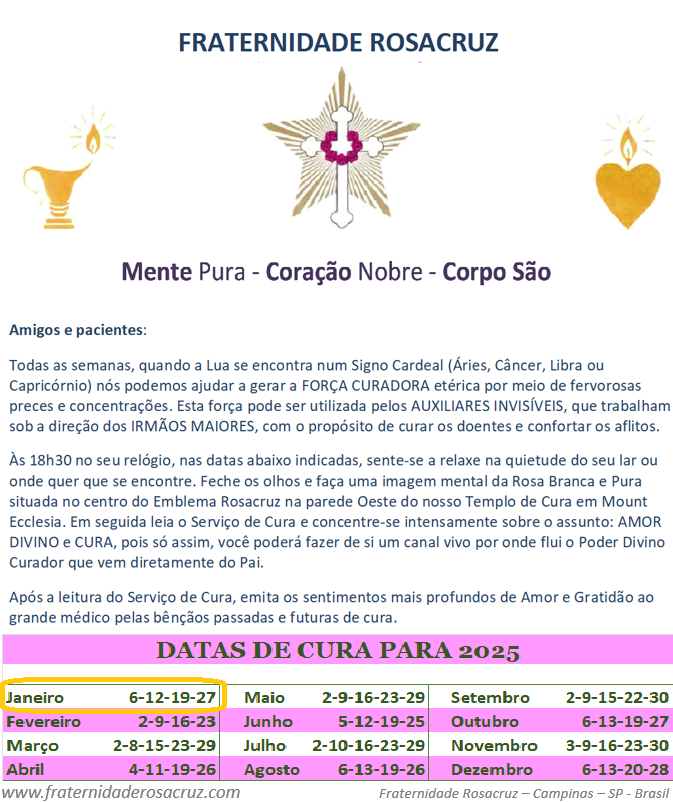 FRATERNIDADE ROSACRUZ
Mente Pura - Coração Nobre - Corpo São
Amigos e pacientes:
Todas as semanas, quando a Lua se encontra num Signo Cardeal (Áries, Câncer, Libra ou
Capricórnio) nós podemos ajudar a gerar a FORÇA CURADORA etérica por meio de fervorosas
preces e concentrações. Esta força pode ser utilizada pelos AUXILIARES INVISÍVEIS, que trabalham
sob a direção dos IRMÃOS MAIORES, com o propósito de curar os doentes e confortar os aflitos.
Às 18h30 no seu relógio, nas datas abaixo indicadas, sente-se a relaxe na quietude do seu lar ou
onde quer que se encontre. Feche os olhos e faça uma imagem mental da Rosa Branca e Pura
situada no centro do Emblema Rosacruz na parede Oeste do nosso Templo de Cura em Mount
Ecclesia. Em seguida leia o Serviço de Cura e concentre-se intensamente sobre o assunto: AMOR
DIVINO e CURA, pois só assim, você poderá fazer de si um canal vivo por onde flui o Poder Divino
Curador que vem diretamente do Pai.
Após a leitura do Serviço de Cura, emita os sentimentos mais profundos de Amor e Gratidão ao
grande médico pelas bênçãos passadas e futuras de cura.
DATAS DE CURA PARA 2025
Janeiro 6-12-19-27 Maio 2-9-16-23-29 Setembro 2-9-15-22-30
Fevereiro 2-9-16-23 Junho 5-12-19-25 Outubro 6-13-19-27
Março 2-8-15-23-29 Julho 2-10-16-23-29 Novembro 3-9-16-23-30
Abril 4-11-19-26 Agosto 6-13-19-26 Dezembro 6-13-20-28
www.fraternidaderosacruz.com Fraternidade Rosacruz – Campinas – SP - Brasil